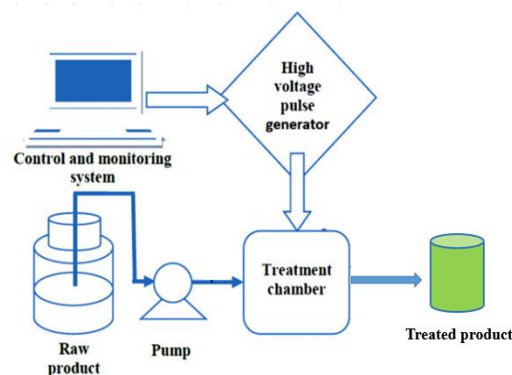 High
voltage
pulse
generator
Control and monitoring
system
Treatment
chamber
Raw
product
Pump
Treated product